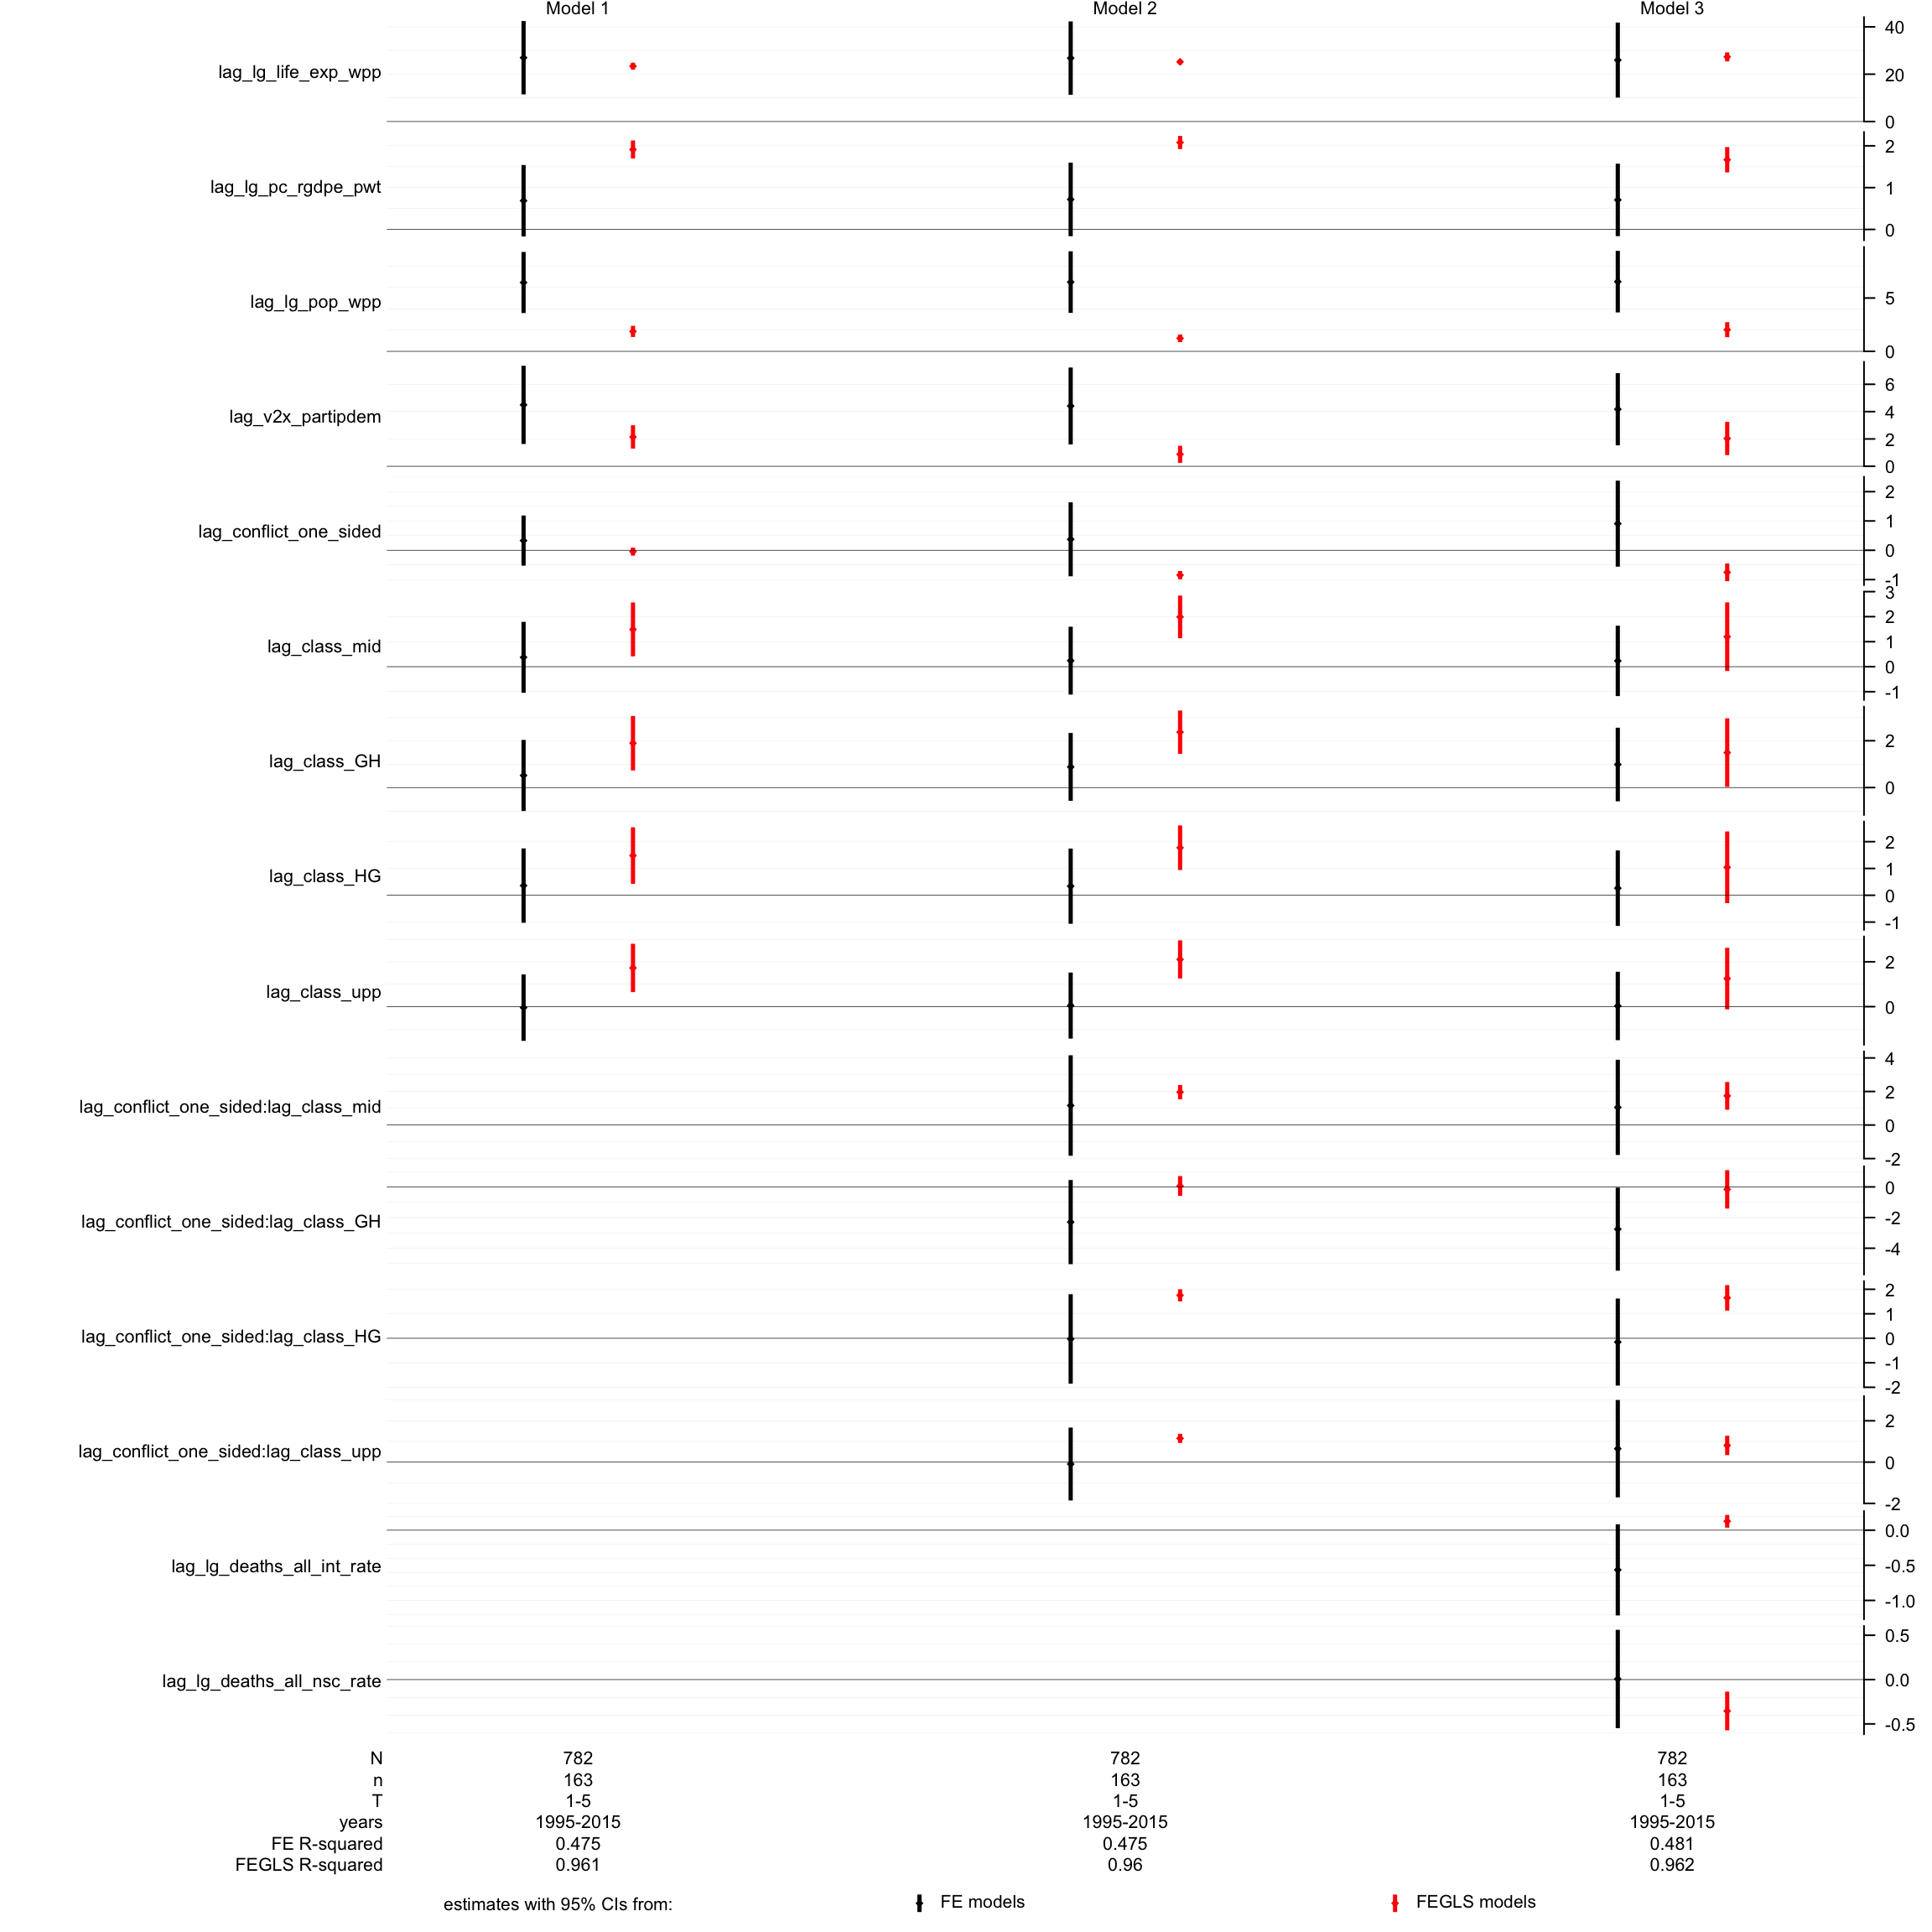 Model 1 Model 2 Model 3
lag_lg_life_exp_wpp
40
20
0
lag_lg_pc_rgdpe_pwt
2
1
0
lag_lg_pop_wpp
5
0
lag_v2x_partipdem
6
4
2
0
lag_conflict_one_sided
2
1
0
-1
lag_class_mid
3
2
1
0
-1
lag_class_GH
2
0
lag_class_HG
2
1
0
-1
lag_class_upp
2
0
lag_conflict_one_sided:lag_class_mid
4
2
0
-2
lag_conflict_one_sided:lag_class_GH
0
-2
-4
lag_conflict_one_sided:lag_class_HG
2
1
0
-1
-2
lag_conflict_one_sided:lag_class_upp
2
0
-2
lag_lg_deaths_all_int_rate
0.0
-0.5
-1.0
lag_lg_deaths_all_nsc_rate
0.5
0.0
-0.5
N 782 782 782
n 163 163 163
T 1-5 1-5 1-5
years 1995-2015 1995-2015 1995-2015
FE R-squared 0.475 0.475 0.481
FEGLS R-squared 0.961 0.96 0.962
estimates with 95% CIs from: FE models FEGLS models